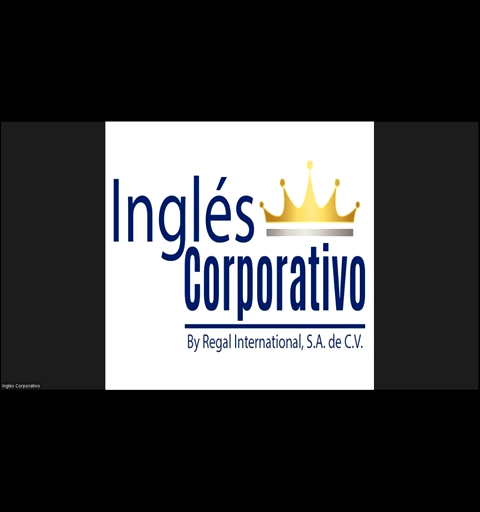 Inglés
Corporativo
By Regal International, S.A. de C.V.
Ingles Corporativo